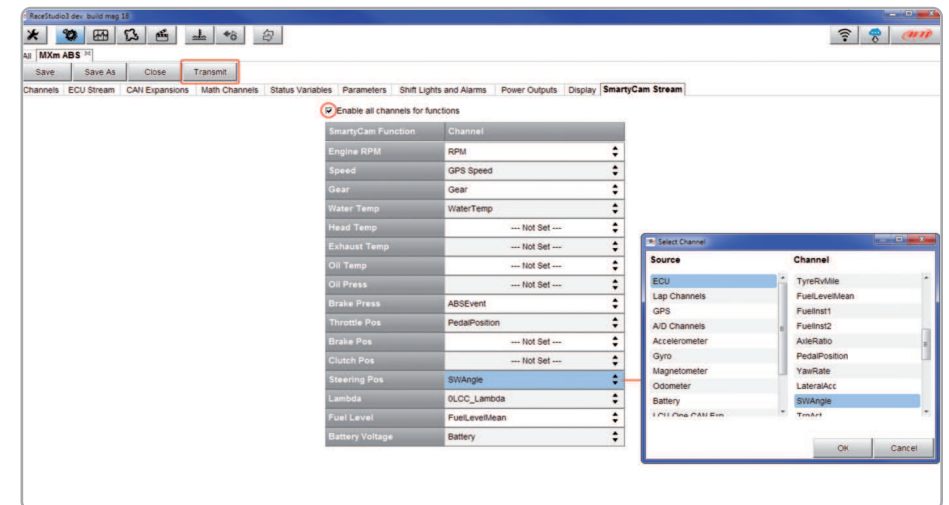 RaceStudio3 dev build mag 18
AiM
All MXm ABS
Save Save As Close Transmit
Channels ECU Stream CAN Expansions Math Channels Status Variables Parameters Shift Lights and Alarms Power Outputs Display SmartyCam Stream
Enable all channels for functions
SmartyCam Function Channel
Engine RPM RPM
Speed GPS Speed
Gear Gear
Water Temp WaterTemp
Head Temp --- Not Set ---
Exhaust Temp --- Not Set ---
Oil Temp --- Not Set ---
Oil Press --- Not Set ---
Brake Press ABSEvent
Throttle Pos PedalPosition
Brake Pos --- Not Set ---
Clutch Pos --- Not Set ---
Steering Pos SWAngle
Lambda 0LCC_Lambda
Fuel Level FuelLevelMean
Battery Voltage Battery
Select Channel
Source Channel
ECU TyreRvMile
Lap Channels FuelLevelMean
GPS FuelInst1
A/D Channels FuelInst2
Accelerometer AxleRatio
Gyro PedalPosition
Magnetometer YawRate
Odometer LateralAcc
Battery SWAngle
LCU One CAN Exp
OK Cancel